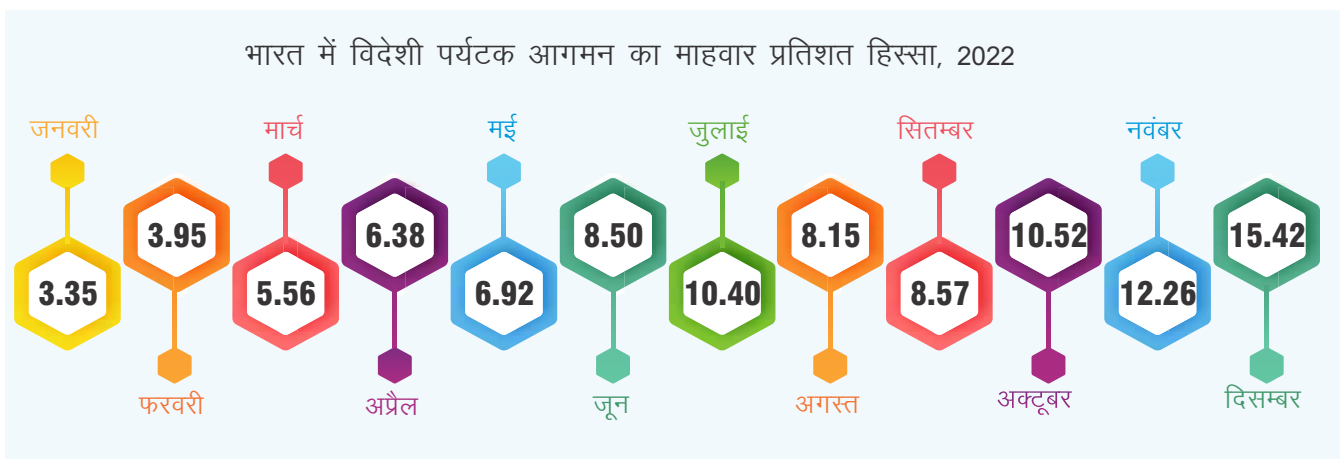 भारत में विदेशी पर्यटक आगमन का माहवार प्रतिशत हिस्सा, 2022
जनवरी मार्च मई जुलाई सितम्बर नवंबर
3.95 6.38 8.50 8.15 10.52 15.42
3.35 5.56 6.92 10.40 8.57 12.26
फरवरी अप्रैल जून अगस्त अक्टूबर दिसम्बर